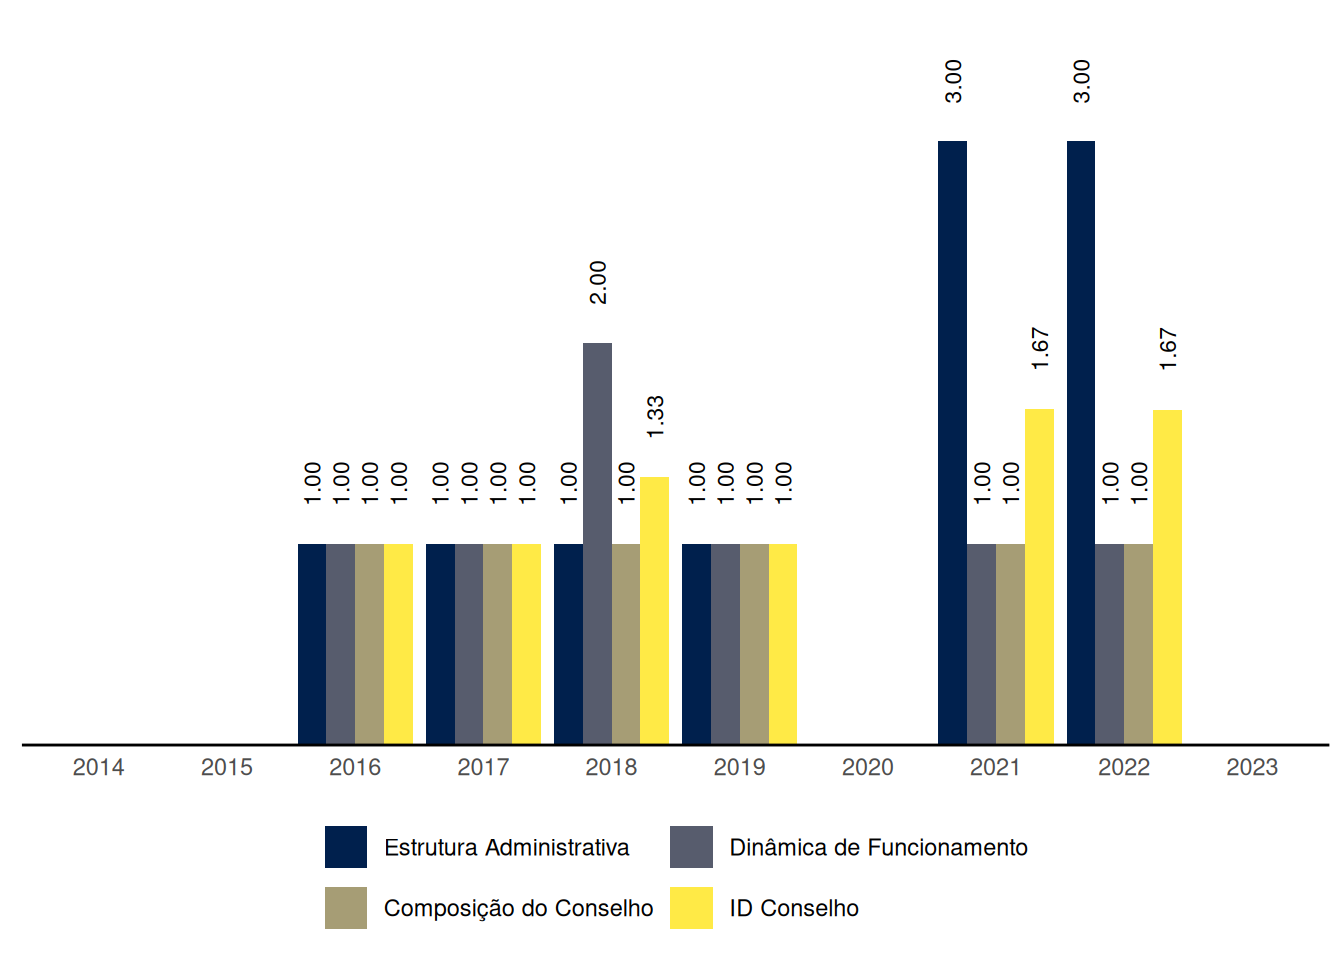 3.00 3.00
2.00
1.67 1.67
1.33
1.00 1.00 1.00 1.00 1.00 1.00 1.00 1.00 1.00 1.00 1.00 1.00 1.00 1.00 1.00 1.00 1.00 1.00
2014 2015 2016 2017 2018 2019 2020 2021 2022 2023
Estrutura Administrativa Dinâmica de Funcionamento
Composição do Conselho ID Conselho